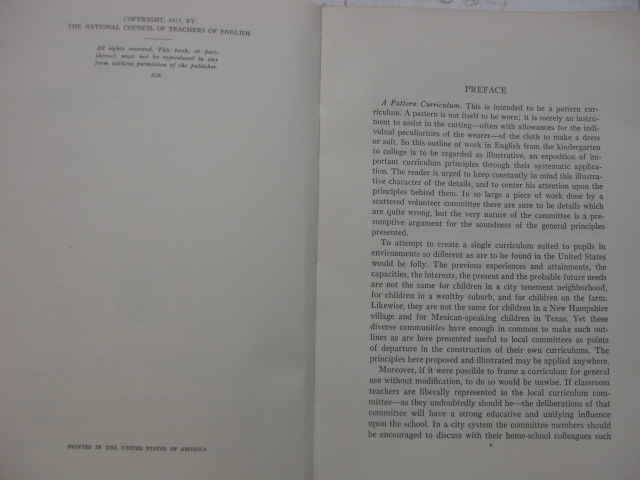 COPYRIGHT, 1935, BY
THE NATIONAL COUNCIL OF TEACHERS OF ENGLISH
All rights reserved. This book, or parts
thereof, must not be reproduced in any
form without permission of the publisher.
PRINTED IN THE UNITED STATES OF AMERICA
PREFACE
A Pattern Curriculum. This is intended to be a pattern cur-
riculum. A pattern is not itself to be worn; it is merely an instru-
ment to assist in the cutting—often with allowances for the indi-
vidual peculiarities of the wearer—of the cloth to make a dress
or suit. So this outline of work in English from the kindergarten
to college is to be regarded as illustrative, an exposition of im-
portant curriculum principles through their systematic applica-
tion. The reader is urged to keep constantly in mind this illustra-
tive character of the details, and to center his attention upon the
principles behind them. In so large a piece of work done by a
scattered volunteer committee there are sure to be details which
are quite wrong, but the very nature of the committee is a pre-
sumptive argument for the soundness of the general principles
presented.
To attempt to create a single curriculum suited to pupils in
environments so different as are to be found in the United States
would be folly. The previous experiences and attainments, the
capacities, the interests, the present and the probable future needs
are not the same for children in a city tenement neighborhood,
for children in a wealthy suburb, and for children on the farm.
Likewise, they are not the same for children in a New Hampshire
village and for Mexican-speaking children in Texas. Yet these
diverse communities have enough in common to make such out-
lines as are here presented useful to local committees as points
of departure in the construction of their own curriculums. The
principles here proposed and illustrated may be applied anywhere.
Moreover, if it were possible to frame a curriculum for general
use without modification, to do so would be unwise. If classroom
teachers are liberally represented in the local curriculum com-
mittee—as they undoubtedly should be—the deliberations of that
committee will have a strong educative and unifying influence
upon the school. In a city system the committee members should
be encouraged to discuss with their home-school colleagues such
v